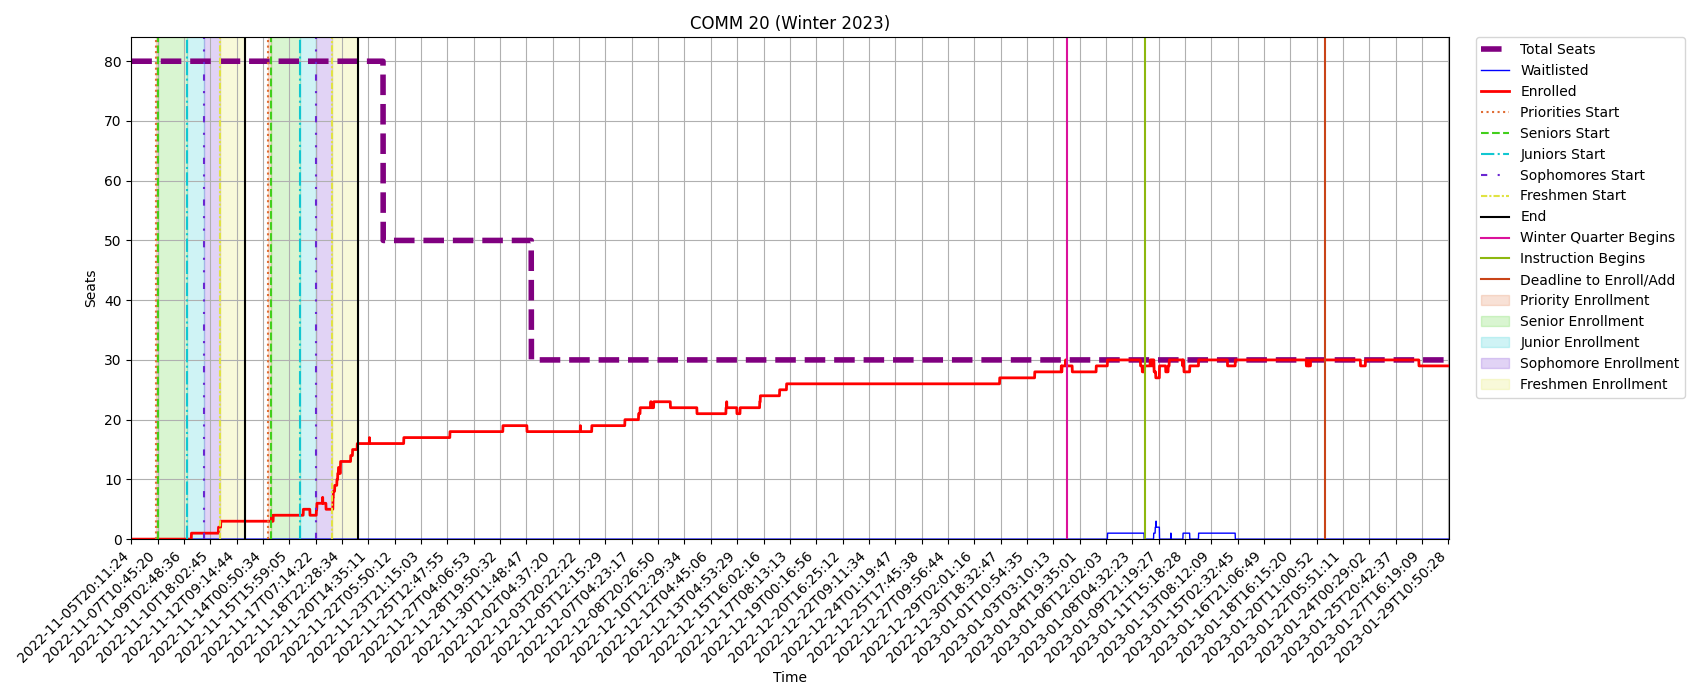 COMM 20 (Winter 2023)
Seats
80
70
60
50
40
30
20
10
0
2022-11-05T20:11:24
2022-11-07T10:45:20
2022-11-09T02:48:36
2022-11-10T18:02:45
2022-11-12T09:14:44
2022-11-14T00:50:34
2022-11-15T15:59:05
2022-11-17T07:14:22
2022-11-18T22:28:34
2022-11-20T14:35:11
2022-11-22T05:50:12
2022-11-23T21:15:03
2022-11-25T12:47:55
2022-11-27T04:06:53
2022-11-28T19:50:32
2022-11-30T11:48:47
2022-12-02T04:37:20
2022-12-03T20:22:22
2022-12-05T12:15:29
2022-12-07T04:23:17
2022-12-08T20:26:50
2022-12-10T12:29:34
2022-12-12T04:45:06
2022-12-13T04:53:29
2022-12-15T16:02:16
2022-12-17T08:13:13
2022-12-19T00:16:56
2022-12-20T16:25:12
2022-12-22T09:11:34
2022-12-24T01:19:47
2022-12-25T17:45:38
2022-12-27T09:56:44
2022-12-29T02:01:16
2022-12-30T18:32:47
2023-01-01T10:54:35
2023-01-03T03:10:13
2023-01-04T19:35:01
2023-01-06T12:02:03
2023-01-08T04:32:23
2023-01-09T21:19:27
2023-01-11T15:18:28
2023-01-13T08:12:09
2023-01-15T02:32:45
2023-01-16T21:06:49
2023-01-18T16:15:20
2023-01-20T11:00:52
2023-01-22T05:51:11
2023-01-24T00:29:02
2023-01-25T20:42:37
2023-01-27T16:19:09
2023-01-29T10:50:28
Time
Total Seats
Waitlisted
Enrolled
Priorities Start
Seniors Start
Juniors Start
Sophomores Start
Freshmen Start
End
Winter Quarter Begins
Instruction Begins
Deadline to Enroll/Add
Priority Enrollment
Senior Enrollment
Junior Enrollment
Sophomore Enrollment
Freshmen Enrollment